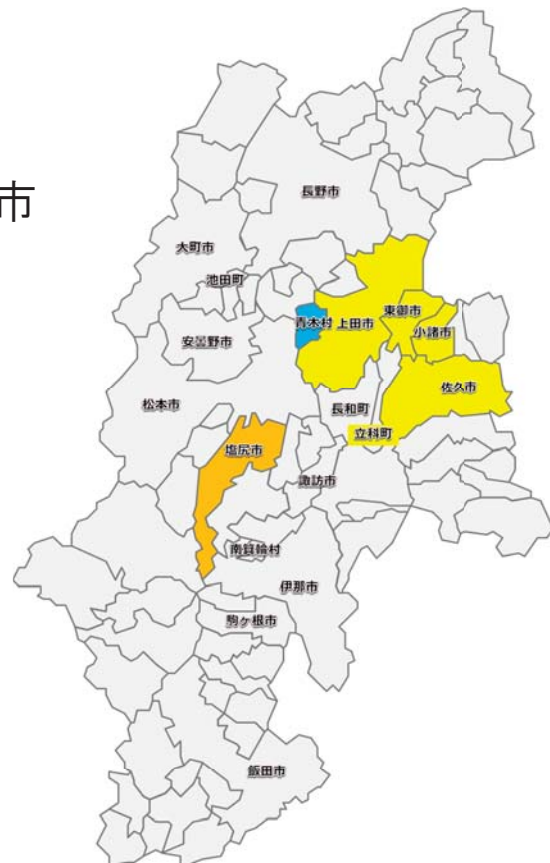 市
長野市
大町市
池田町
青木村
上田市
東御市
小諸市
安曇野市
佐久市
松本市
長和町
立科町
塩尻市
諏訪市
南箕輪村
伊那市
駒ヶ根市
飯田市